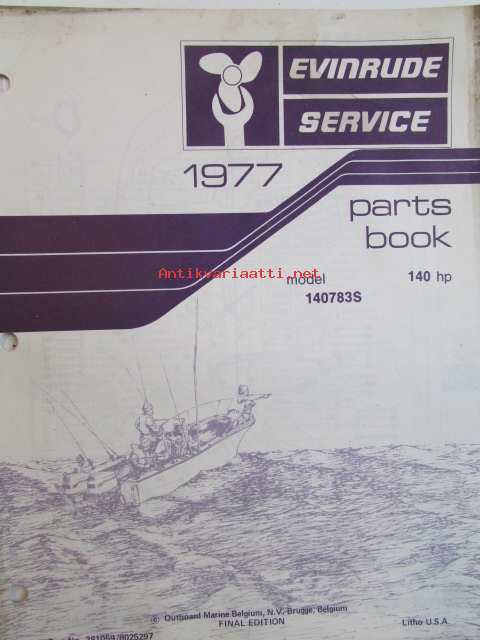 EVINRUDE
SERVICE
1977
parts
book
Antikvariaatti.net
model 140 hp
140783S
© Outboard Marine Belgium, N.V. Brugge, Belgium
FINAL EDITION
Litho U.S.A.